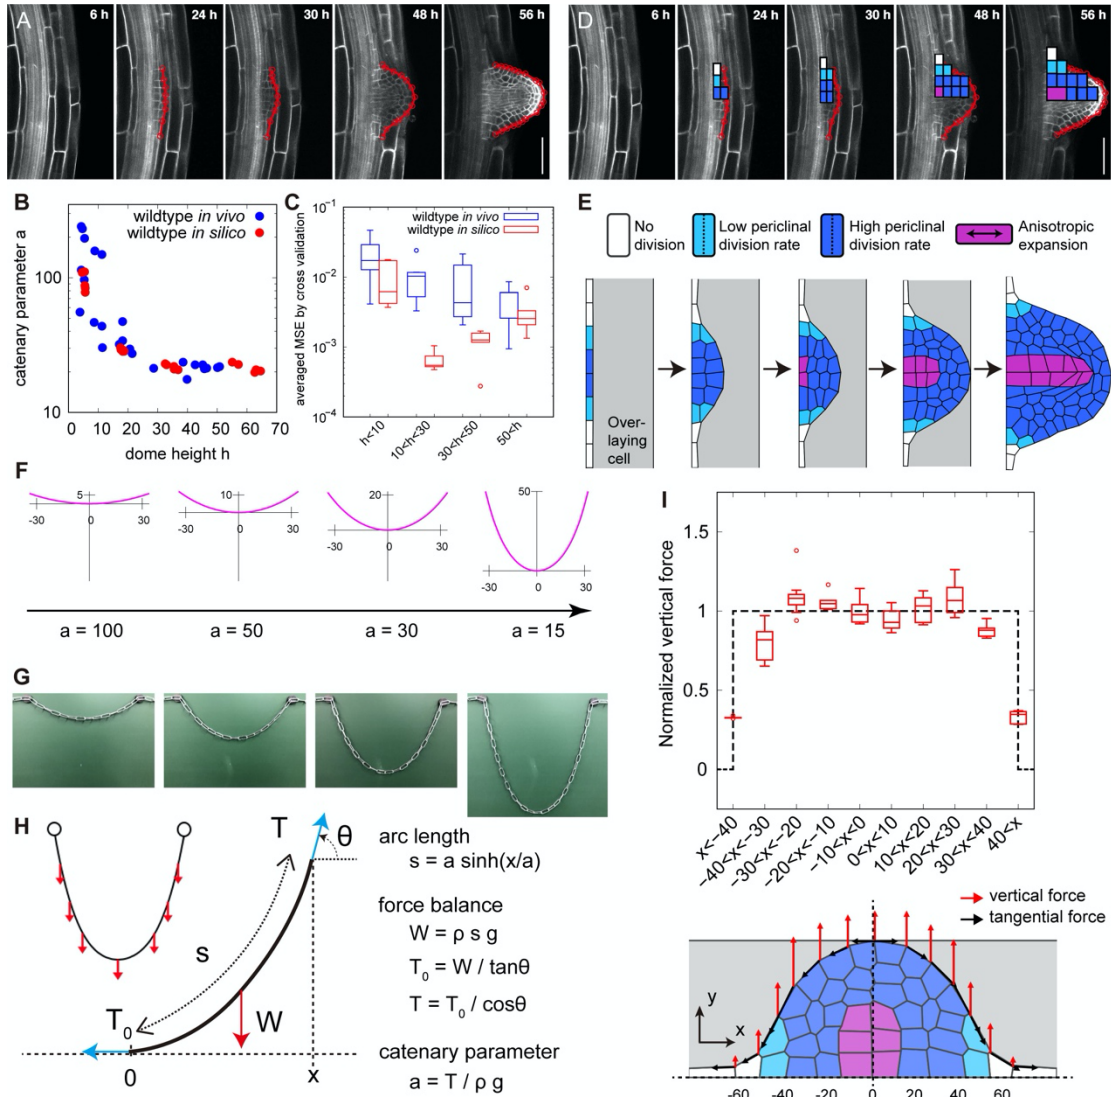 A
6 h
24 h
30 h
48 h
56 h
D
6 h
24 h
30 h
48 h
56 h
B
wildtype in vivo
wildtype in silico
catenary parameter a
100
10
0 10 20 30 40 50 60 70
dome height h
C
wildtype in vivo
wildtype in silico
averaged MSE by cross validation
10-1
10-2
10-3
10-4
h<10
10<h<30
30<h<50
50<h
E
No division
Low periclinal division rate
High periclinal division rate
Anisotropic expansion
Over-
laying
cell
F
5
-30 0 30
10
-30 0 30
20
-30 0 30
50
-30 0 30
a = 100
a = 50
a = 30
a = 15
G
H
T
θ
s
T0
W
0
x
arc length
s = a sinh(x/a)
force balance
W = ρ s g
T0 = W / tanθ
T = T0 / cosθ
catenary parameter
a = T / ρ g
I
Normalized vertical force
1.5
1
0.5
0
x<-40
-40<x<-30
-30<x<-20
-20<x<-10
-10<x<0
0<x<10
10<x<20
20<x<30
30<x<40
40<x
vertical force
tangential force
y
x
-60 -40 -20 0 20 40 60